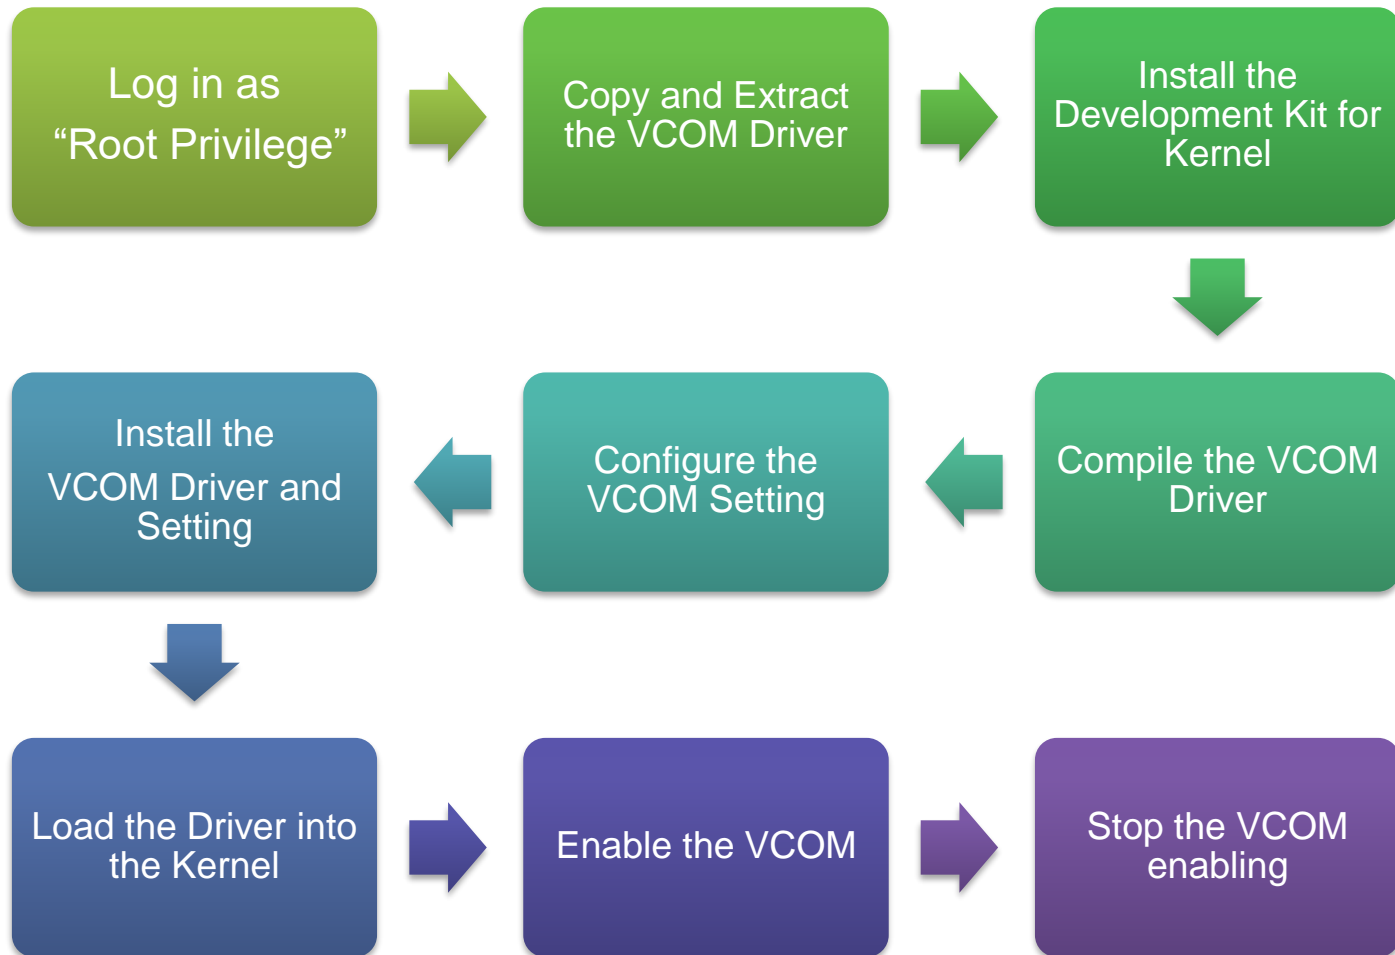 Log in as
“Root Privilege”
Copy and Extract
the VCOM Driver
Install the
Development Kit for
Kernel
Compile the VCOM
Driver
Configure the
VCOM Setting
Install the
VCOM Driver and
Setting
Load the Driver into
the Kernel
Enable the VCOM
Stop the VCOM
enabling